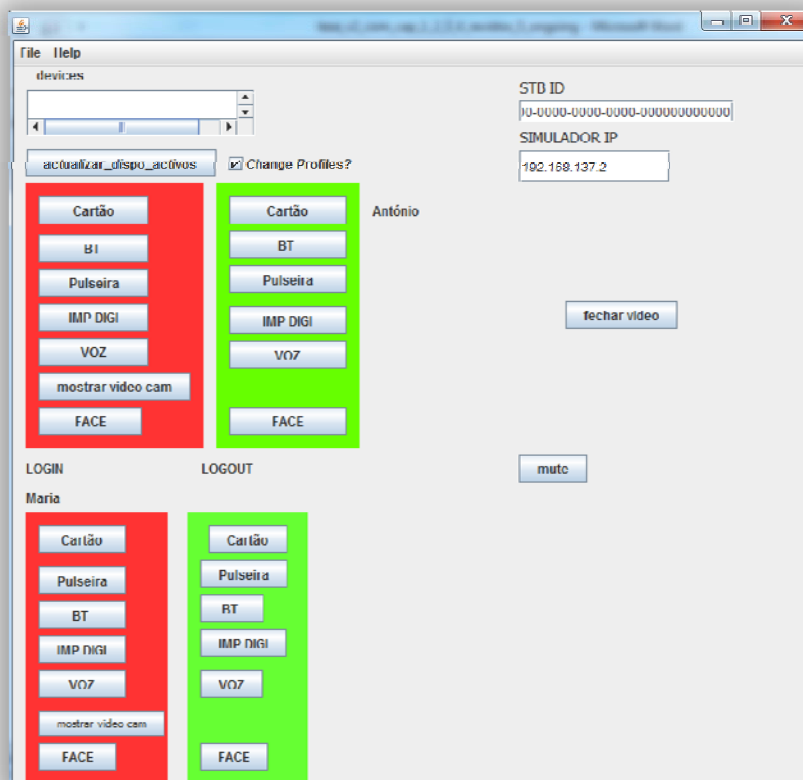 File Help
devices
STB ID
00-0000-0000-0000-000000000000
SIMULADOR IP
192.168.137.2
actualizar_dispo_activos
Change Profiles?
Cartão
BT
Pulseira
IMP DIGI
VOZ
mostrar video cam
FACE
Cartão
BT
Pulseira
IMP DIGI
VOZ
FACE
António
fechar video
LOGIN
LOGOUT
mute
Maria
Cartão
Pulseira
BT
IMP DIGI
VOZ
mostrar video cam
FACE
Cartão
Pulseira
BT
IMP DIGI
VOZ
FACE